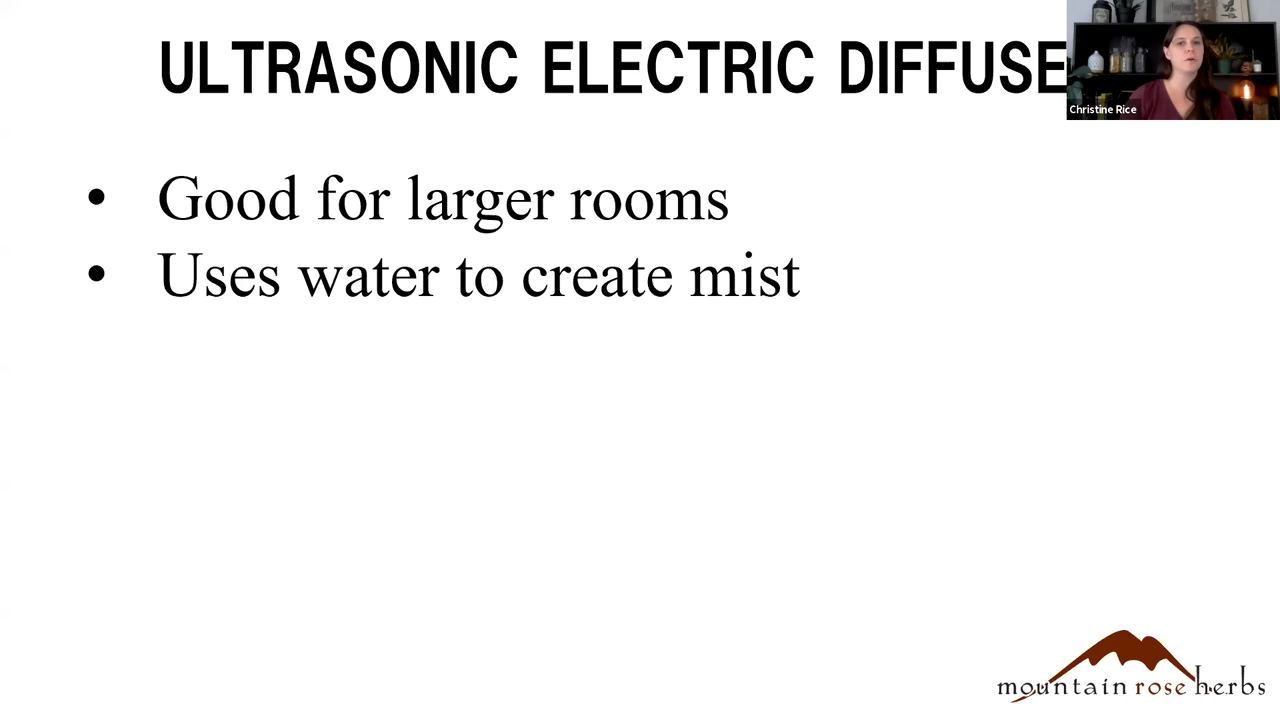 ULTRASONIC ELECTRIC DIFFUSE
Christine Rice
• Good for larger rooms
• Uses water to create mist
mountain rose herbs